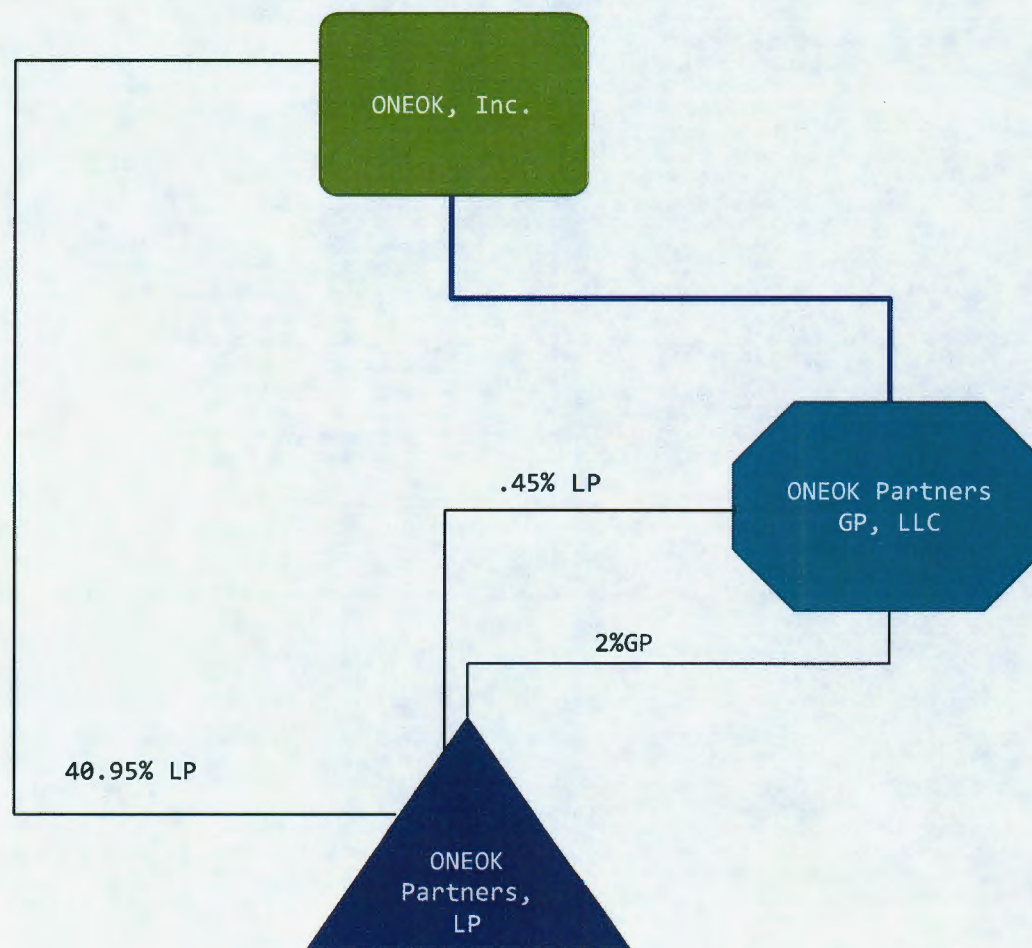 ONEOK, Inc.
.45% LP
ONEOK Partners
GP, LLC
2%GP
40.95% LP
ONEOK
Partners,
LP